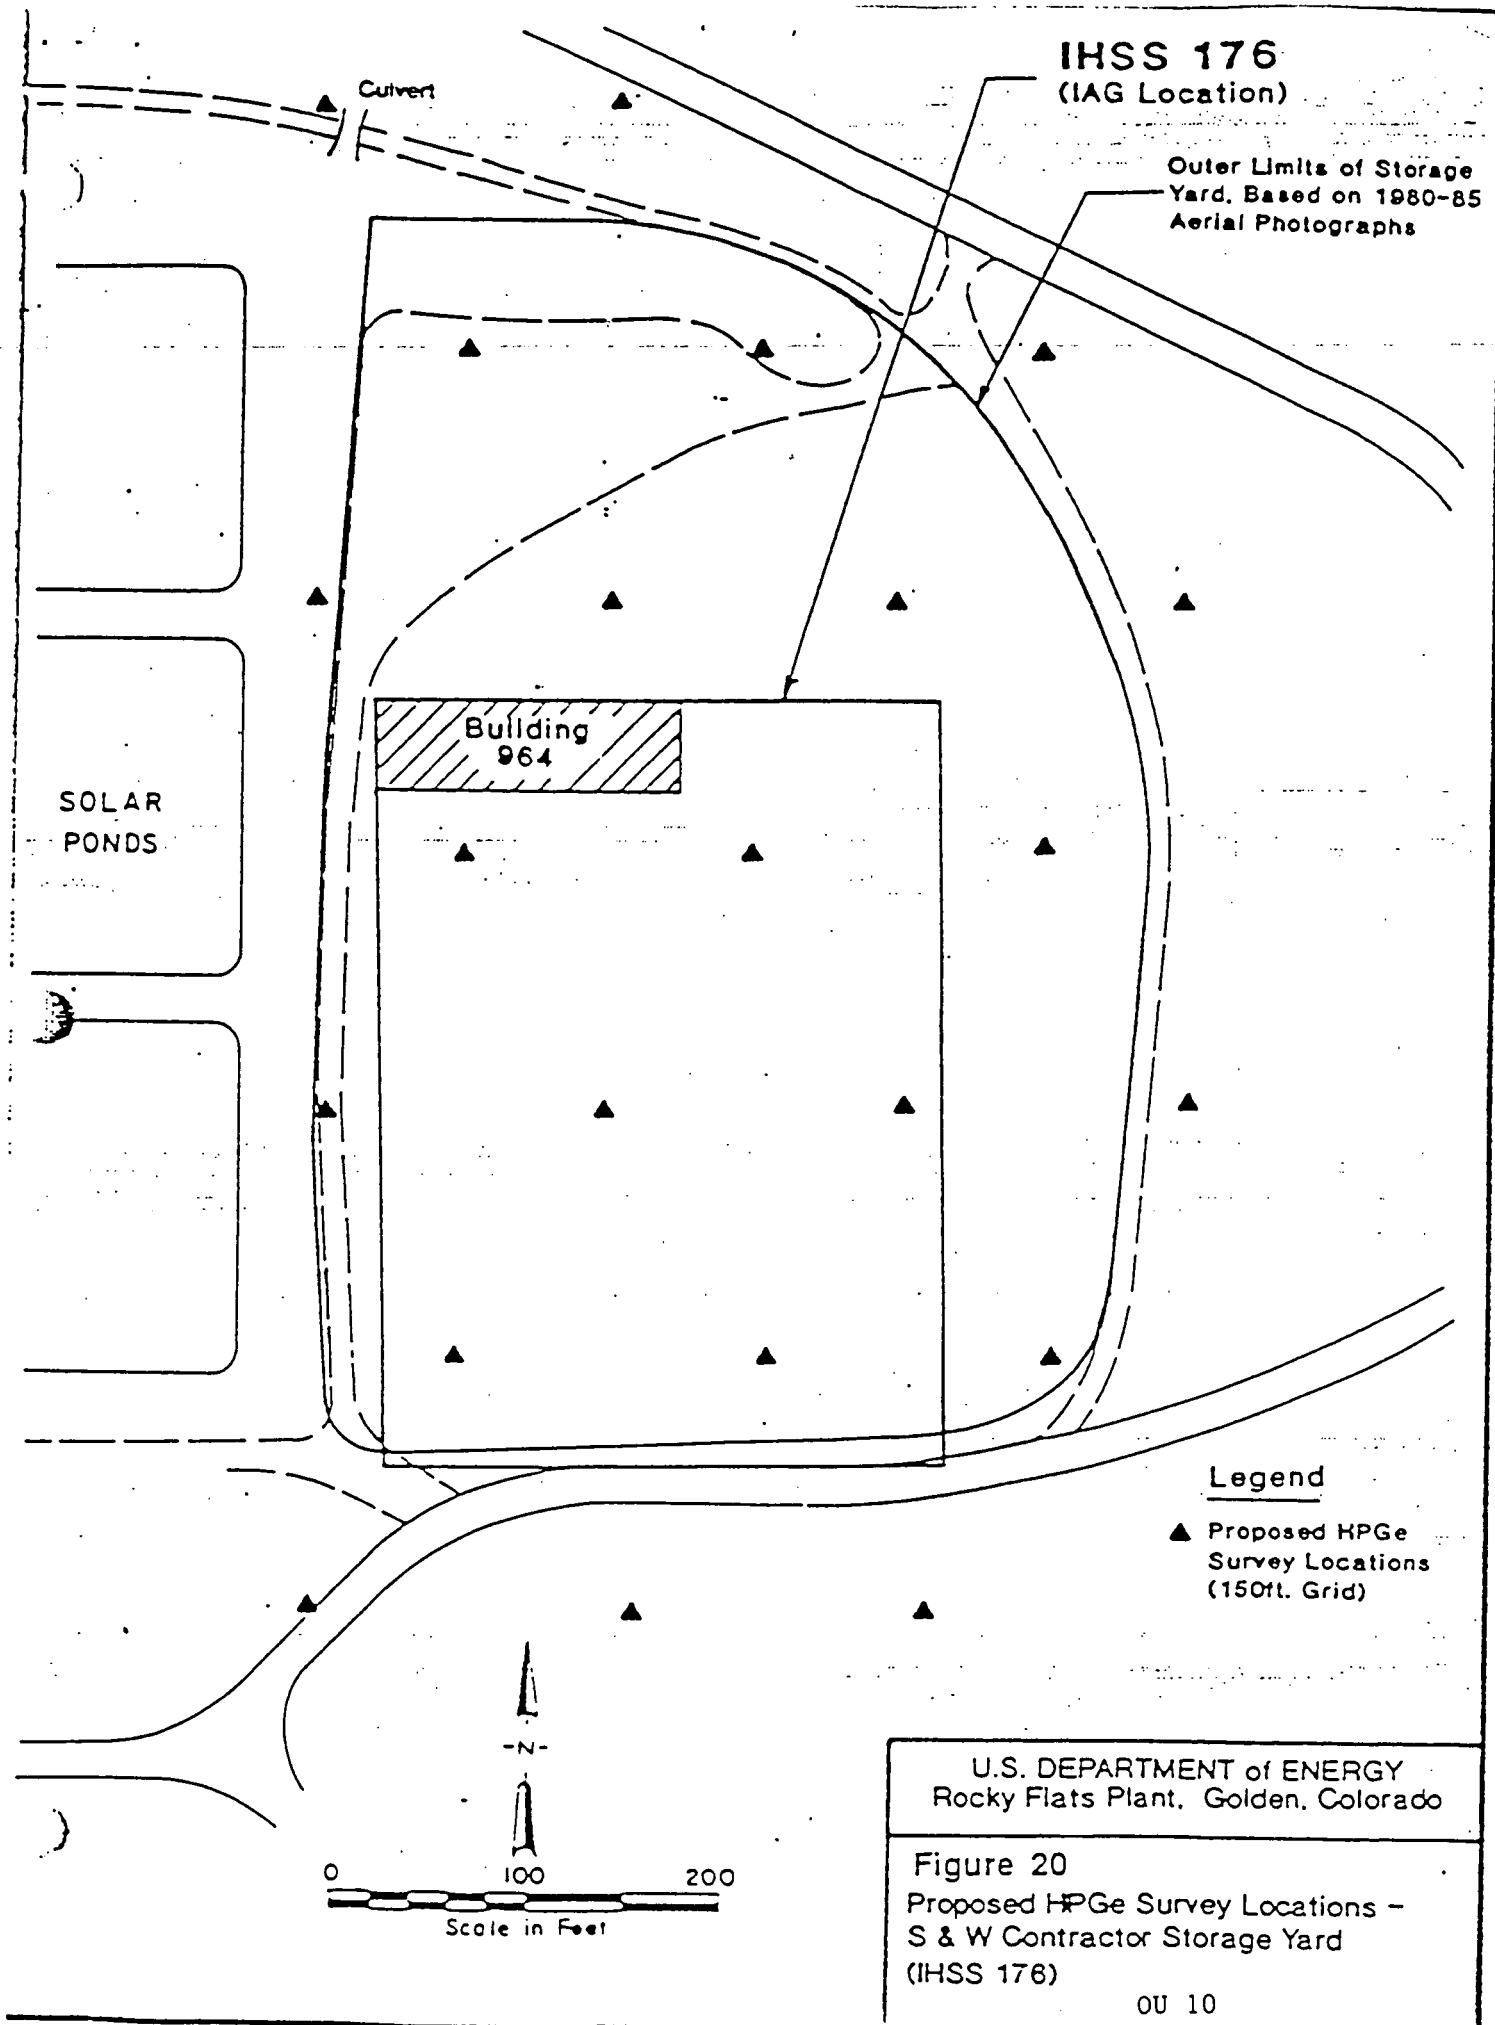 Culvert
IHSS 176
(IAG Location)
Outer Limits of Storage
Yard, Based on 1980-85
Aerial Photographs
Building
964
SOLAR
PONDS
Legend
▲ Proposed HPGe
Survey Locations
(150ft. Grid)
-N-
0 100 200
Scale in Feet
U.S. DEPARTMENT of ENERGY
Rocky Flats Plant, Golden, Colorado
Figure 20
Proposed HPGe Survey Locations -
S & W Contractor Storage Yard
(IHSS 176)
OU 10